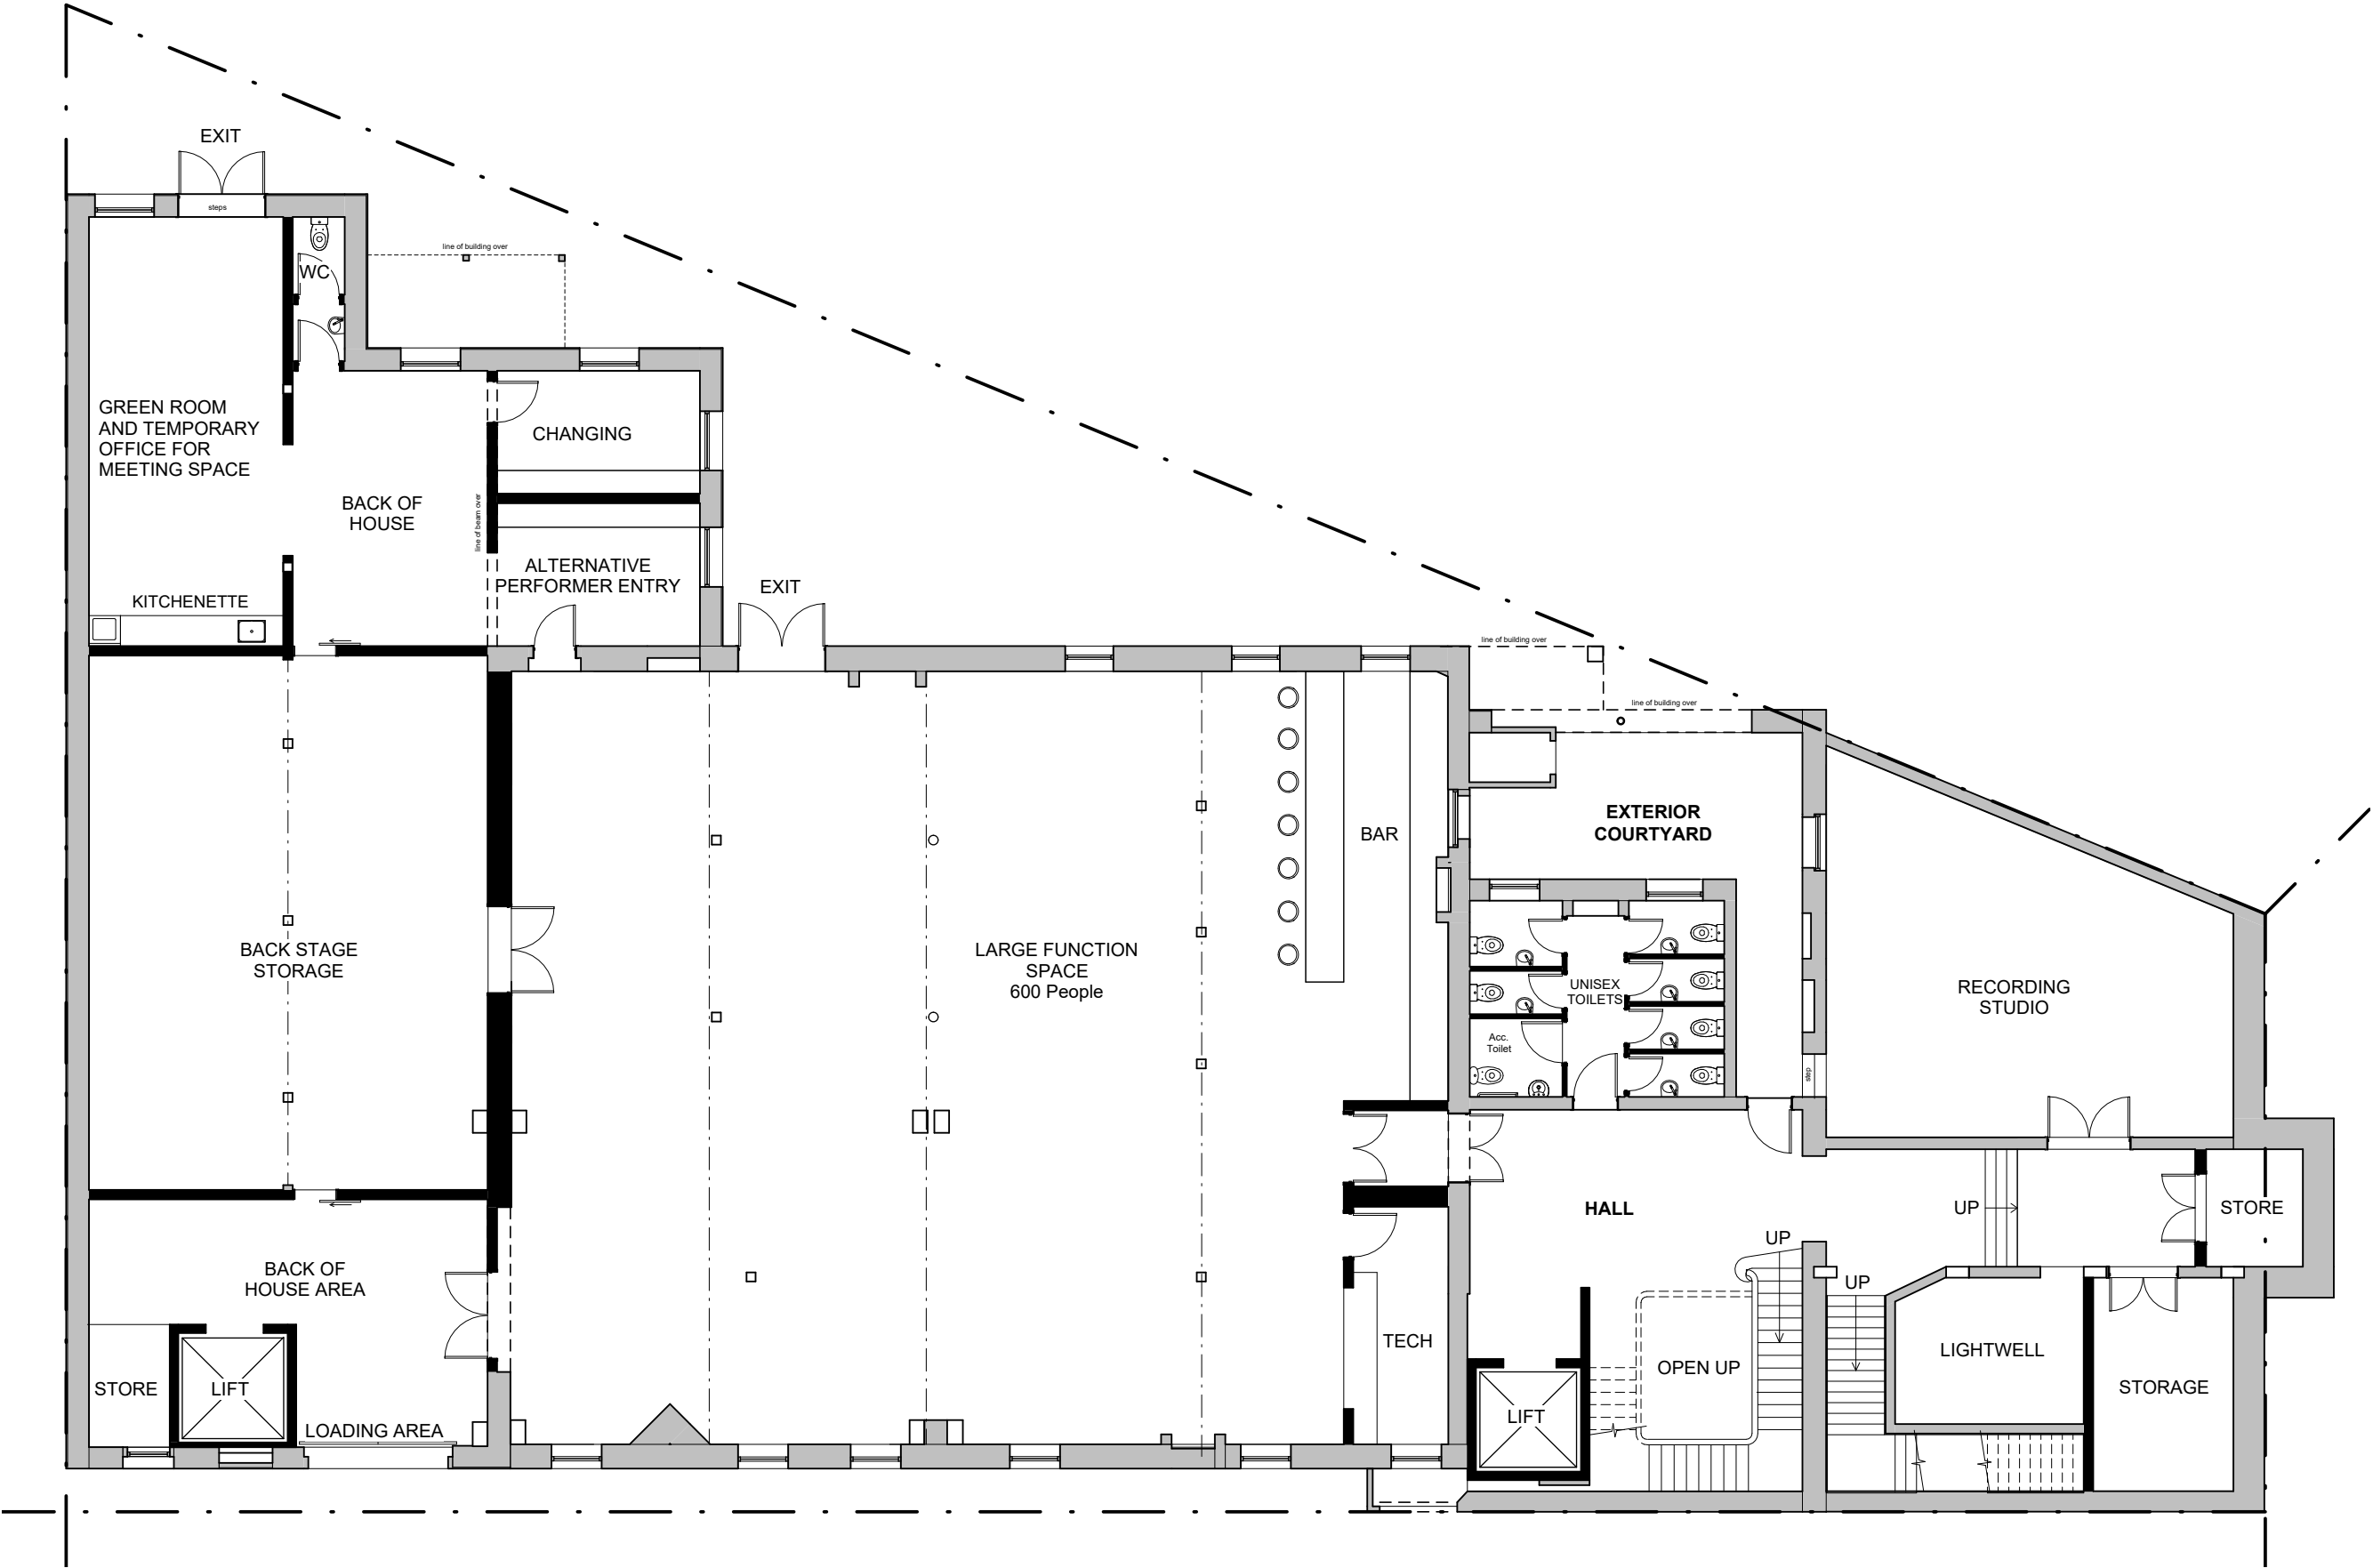 EXIT
steps
WC
line of building over
GREEN ROOM
AND TEMPORARY
OFFICE FOR
MEETING SPACE
CHANGING
BACK OF
HOUSE
line of beam over
ALTERNATIVE
PERFORMER ENTRY
EXIT
KITCHENETTE
line of building over
line of building over
EXTERIOR
COURTYARD
BAR
BACK STAGE
STORAGE
LARGE FUNCTION
SPACE
600 People
UNISEX
TOILETS
RECORDING
STUDIO
Acc.
Toilet
step
HALL
UP
STORE
UP
BACK OF
HOUSE AREA
UP
TECH
LIGHTWELL
OPEN UP
STORE
LIFT
STORAGE
LIFT
LOADING AREA